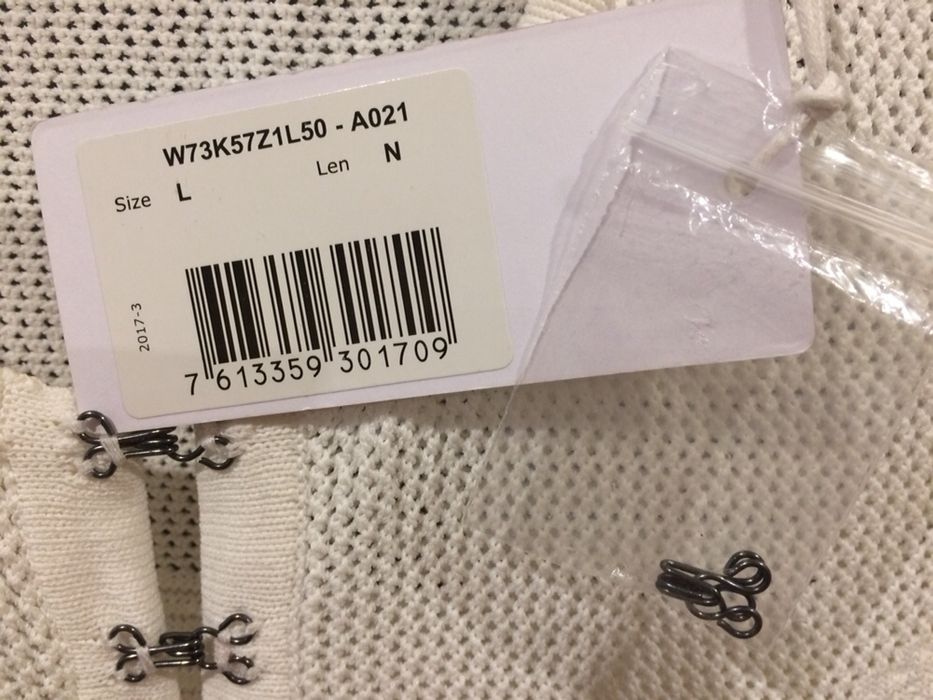 W73K57Z1L50 - A021
Size L Len N
2017-3
7 613359 301709